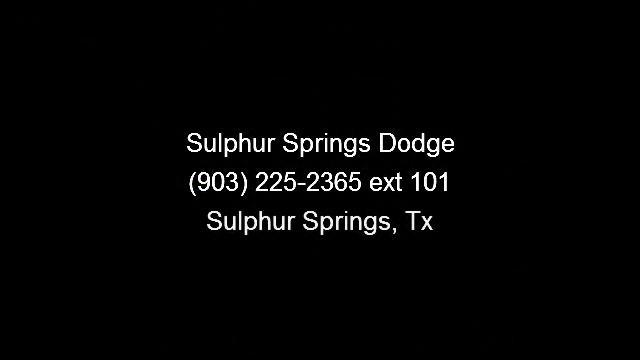 Sulphur Springs Dodge
(903) 225-2365 ext 101
Sulphur Springs, Tx